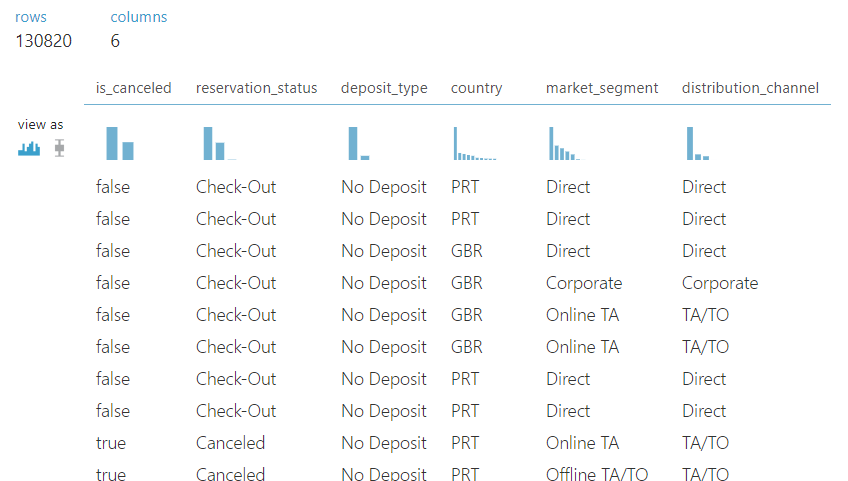 rows columns
130820 6
is_canceled reservation_status deposit_type country market_segment distribution_channel
view as
false Check-Out No Deposit PRT Direct Direct
false Check-Out No Deposit PRT Direct Direct
false Check-Out No Deposit GBR Direct Direct
false Check-Out No Deposit GBR Corporate Corporate
false Check-Out No Deposit GBR Online TA TA/TO
false Check-Out No Deposit GBR Online TA TA/TO
false Check-Out No Deposit PRT Direct Direct
false Check-Out No Deposit PRT Direct Direct
true Canceled No Deposit PRT Online TA TA/TO
true Canceled No Deposit PRT Offline TA/TO TA/TO